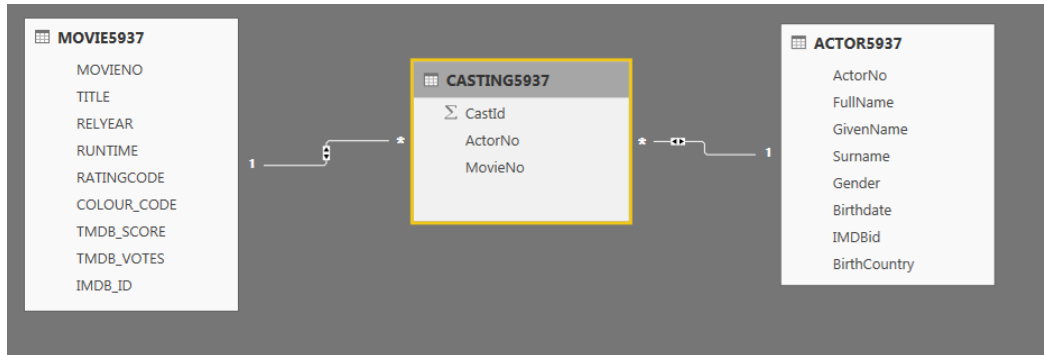 MOVIE5937
MOVIENO
TITLE
RELYEAR
RUNTIME
RATINGCODE
COLOUR_CODE
TMDB_SCORE
TMDB_VOTES
IMDB_ID
1
*
CASTING5937
Σ CastId
ActorNo
MovieNo
*
1
ACTOR5937
ActorNo
FullName
GivenName
Surname
Gender
Birthdate
IMDBid
BirthCountry